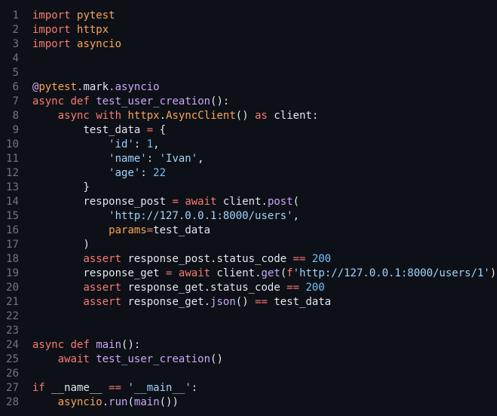 1 import pytest
2 import httpx
3 import asyncio
4
5
6 @pytest.mark.asyncio
7 async def test_user_creation():
8     async with httpx.AsyncClient() as client:
9         test_data = {
10             'id': 1,
11             'name': 'Ivan',
12             'age': 22
13         }
14         response_post = await client.post(
15             'http://127.0.0.1:8000/users',
16             params=test_data
17         )
18         assert response_post.status_code == 200
19         response_get = await client.get(f'http://127.0.0.1:8000/users/1')
20         assert response_get.status_code == 200
21         assert response_get.json() == test_data
22
23
24 async def main():
25     await test_user_creation()
26
27 if __name__ == '__main__':
28     asyncio.run(main())